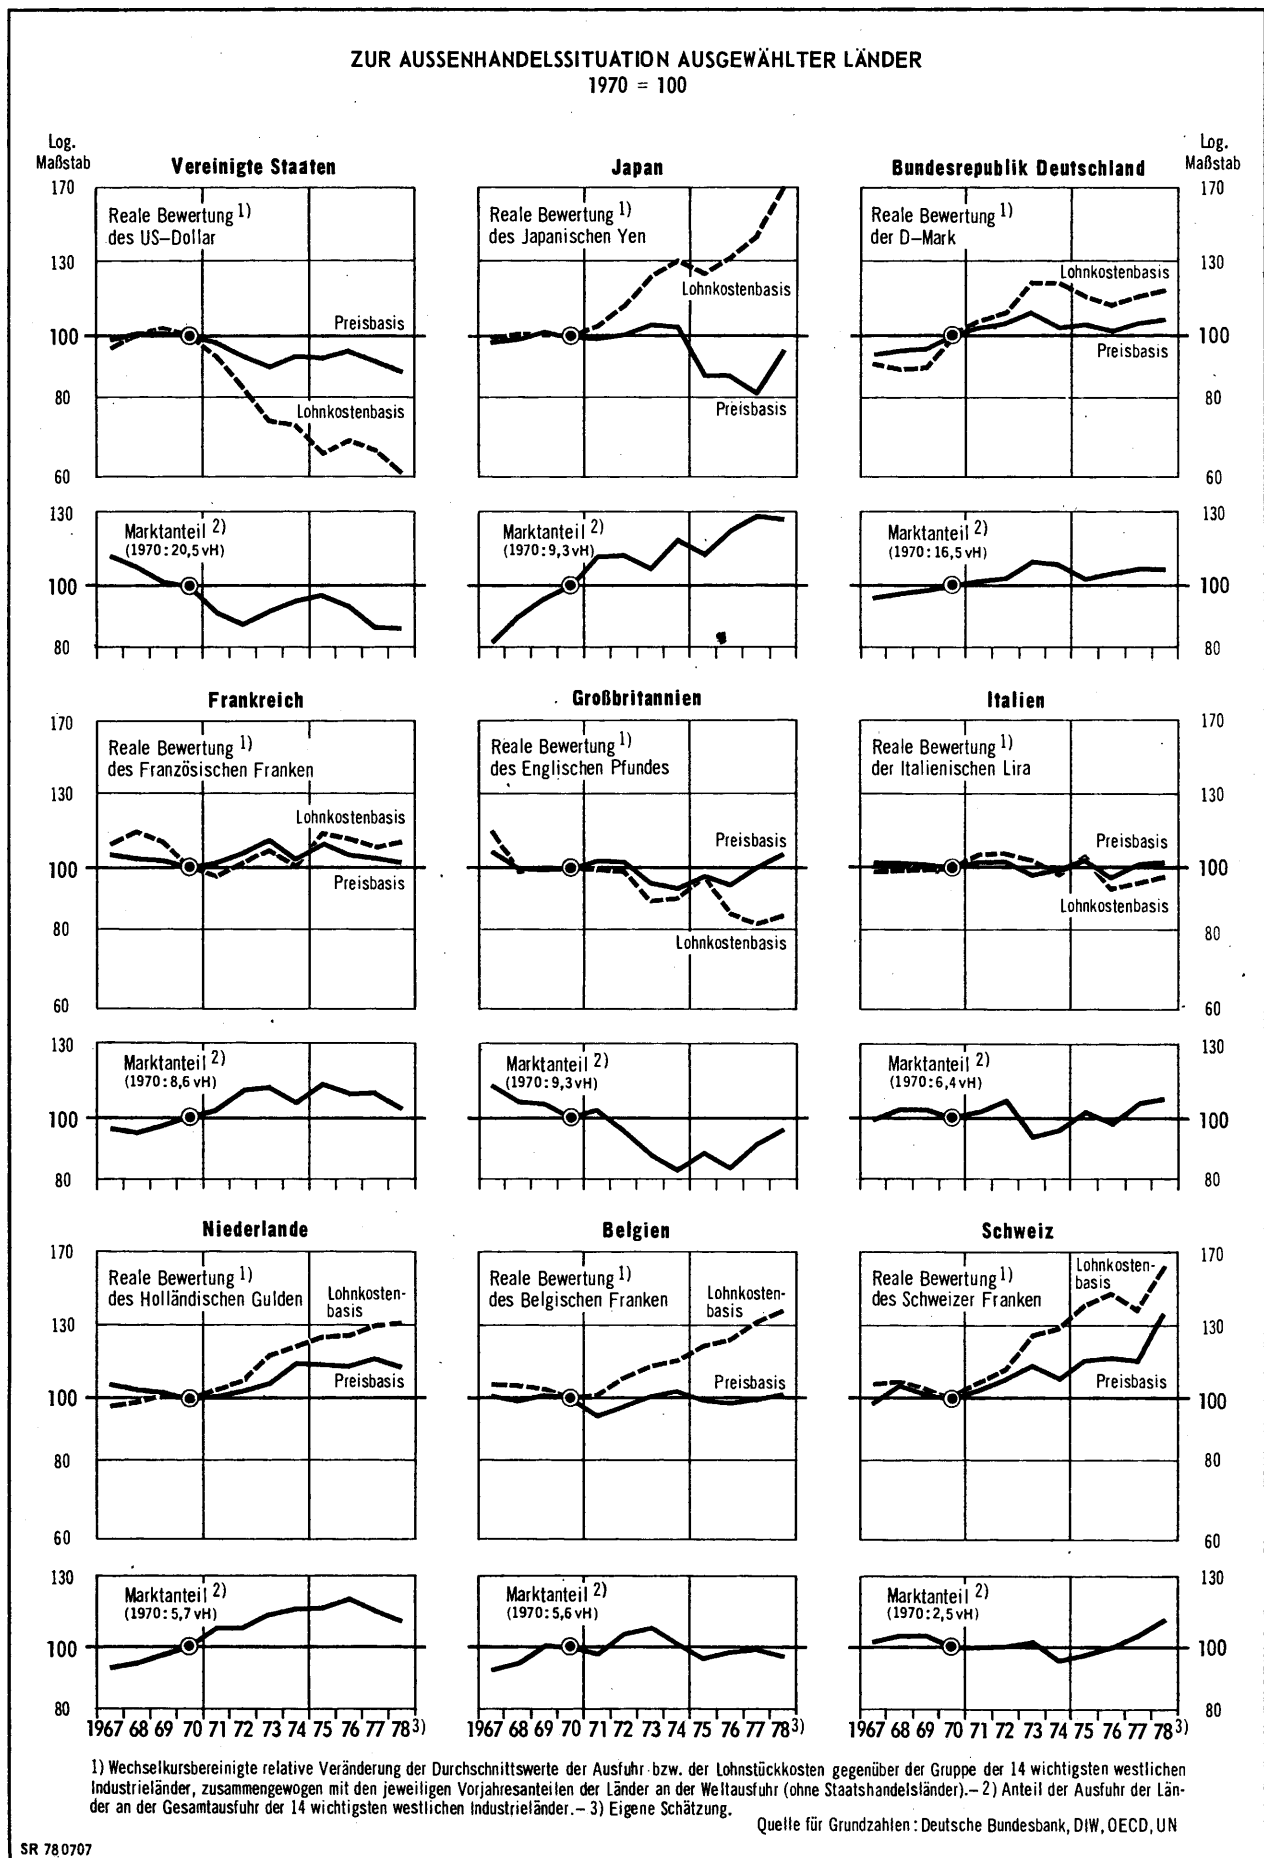 ZUR AUSSENHANDELSSITUATION AUSGEWÄHLTER LÄNDER
1970 = 100
Log.
Maßstab
Log.
Maßstab
Vereinigte Staaten
Japan
Bundesrepublik Deutschland
170
130
100
80
60
130
100
80
Reale Bewertung 1)
des US-Dollar
Preisbasis
Lohnkostenbasis
Marktanteil 2)
(1970:20,5 vH)
Reale Bewertung 1)
des Japanischen Yen
Lohnkostenbasis
Preisbasis
Marktanteil 2)
(1970:9,3 vH)
Reale Bewertung 1)
der D-Mark
Lohnkostenbasis
Preisbasis
Marktanteil 2)
(1970:16,5 vH)
170
130
100
80
60
130
100
80
Frankreich
Großbritannien
Italien
170
130
100
80
60
130
100
80
Reale Bewertung 1)
des Französischen Franken
Lohnkostenbasis
Preisbasis
Marktanteil 2)
(1970:8,6 vH)
Reale Bewertung 1)
des Englischen Pfundes
Preisbasis
Lohnkostenbasis
Marktanteil 2)
(1970:9,3 vH)
Reale Bewertung 1)
der Italienischen Lira
Preisbasis
Lohnkostenbasis
Marktanteil 2)
(1970:6,4 vH)
170
130
100
80
60
130
100
80
Niederlande
Belgien
Schweiz
170
130
100
80
60
130
100
80
Reale Bewertung 1)
des Holländischen Gulden
Lohnkosten-
basis
Preisbasis
Marktanteil 2)
(1970:5,7 vH)
Reale Bewertung 1)
des Belgischen Franken
Lohnkosten-
basis
Preisbasis
Marktanteil 2)
(1970:5,6 vH)
Reale Bewertung 1)
des Schweizer Franken
Lohnkosten-
basis
Preisbasis
Marktanteil 2)
(1970:2,5 vH)
170
130
100
80
60
130
100
80
1967 68 69 70 71 72 73 74 75 76 77 78 3)
1967 68 69 70 71 72 73 74 75 76 77 78 3)
1967 68 69 70 71 72 73 74 75 76 77 78 3)
1) Wechselkursbereinigte relative Veränderung der Durchschnittswerte der Ausfuhr bzw. der Lohnstückkosten gegenüber der Gruppe der 14 wichtigsten westlichen
Industrieländer, zusammengewogen mit den jeweiligen Vorjahresanteilen der Länder an der Weltausfuhr (ohne Staatshandelsländer).- 2) Anteil der Ausfuhr der Län-
der an der Gesamtausfuhr der 14 wichtigsten westlichen Industrieländer.- 3) Eigene Schätzung.
Quelle für Grundzahlen: Deutsche Bundesbank, DIW, OECD, UN
SR 780707